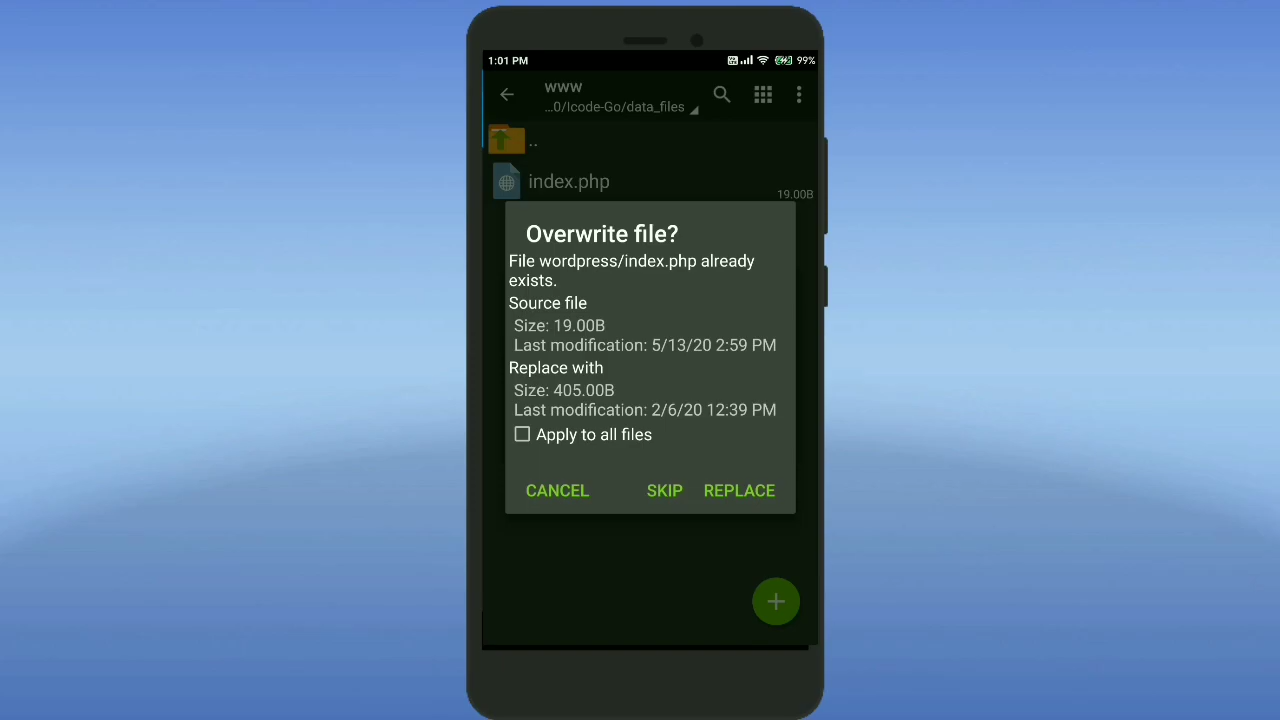 1:01 PM
99%
www
...0/Icode-Go/data_files
..
index.php
19.00B
Overwrite file?
File wordpress/index.php already
exists.
Source file
Size: 19.00B
Last modification: 5/13/20 2:59 PM
Replace with
Size: 405.00B
Last modification: 2/6/20 12:39 PM
Apply to all files
CANCEL SKIP REPLACE